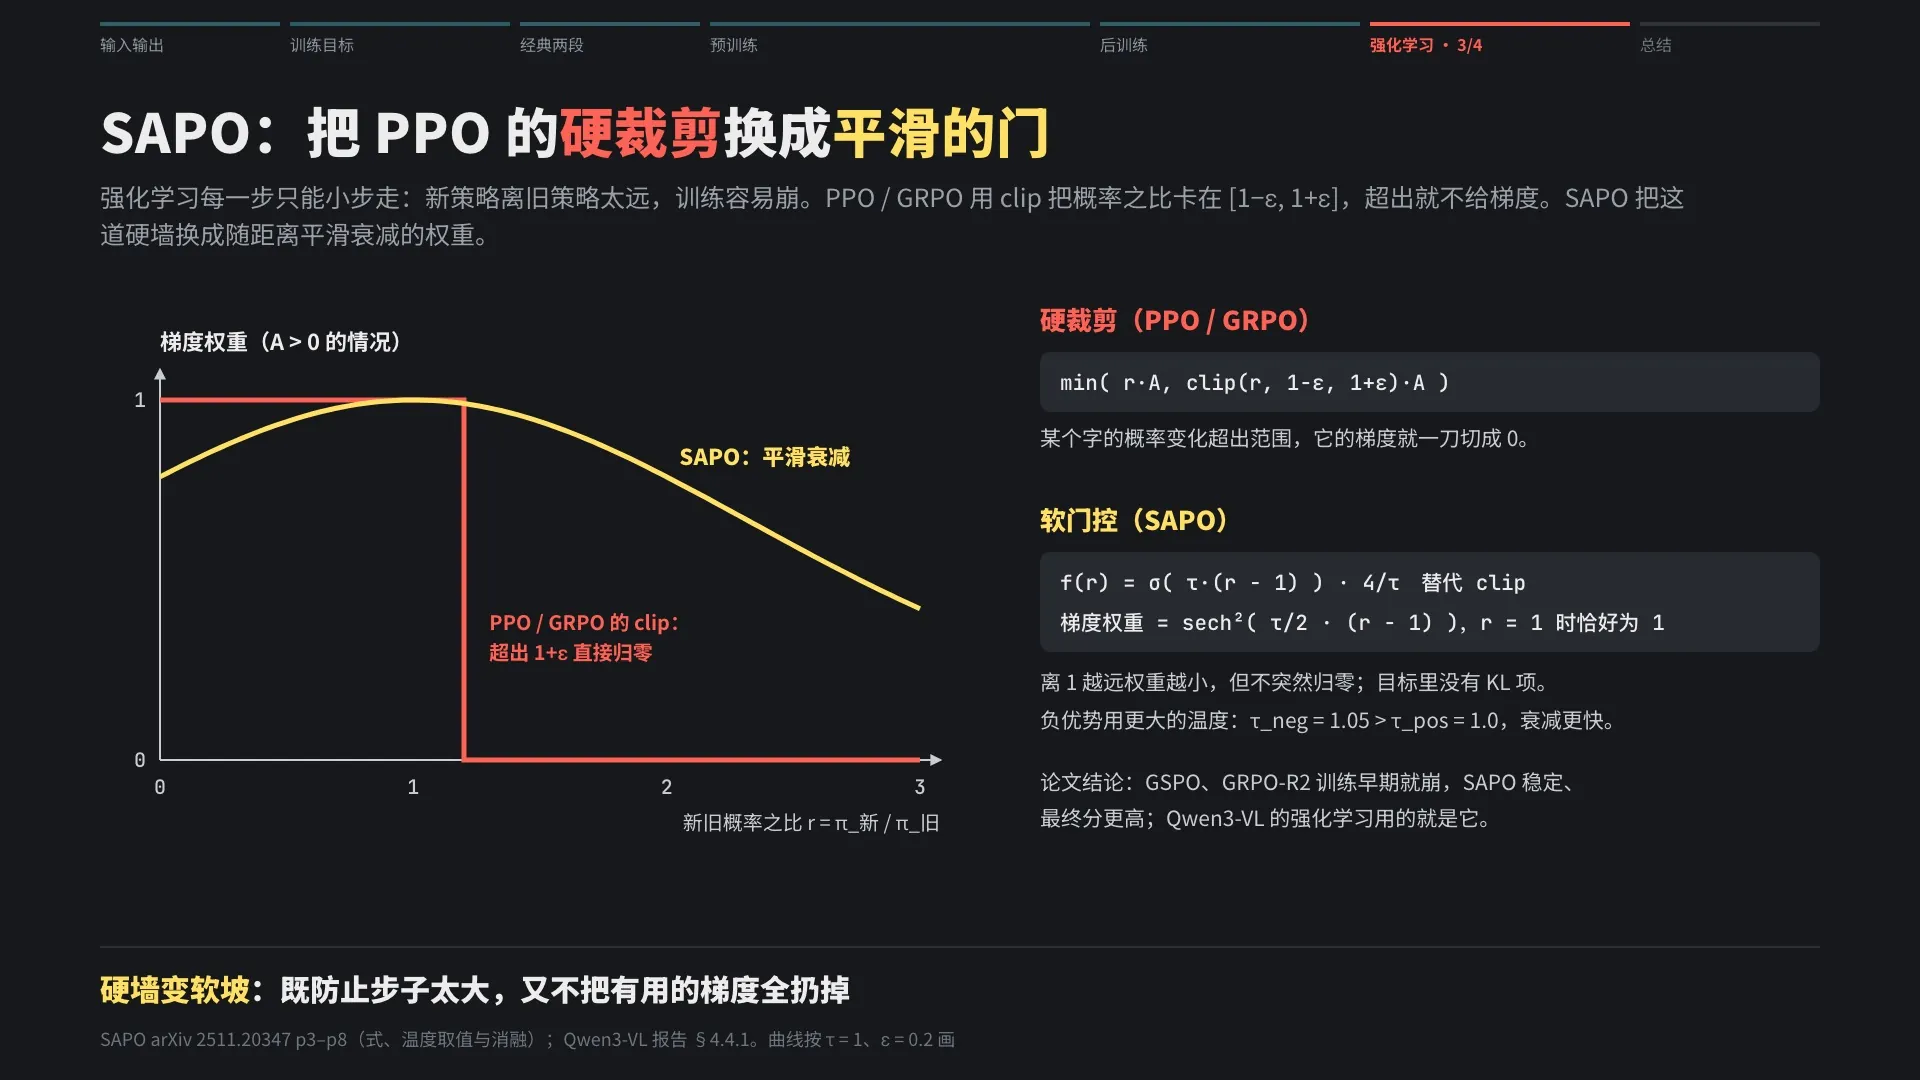 输入输出
训练目标
经典两段
预训练
后训练
强化学习 · 3/4
总结
SAPO：把 PPO 的硬裁剪换成平滑的门
强化学习每一步只能小步走：新策略离旧策略太远，训练容易崩。PPO / GRPO 用 clip 把概率之比卡在 [1−ε, 1+ε]，超出就不给梯度。SAPO 把这
道硬墙换成随距离平滑衰减的权重。
梯度权重（A > 0 的情况）
1
SAPO：平滑衰减
PPO / GRPO 的 clip：
超出 1+ε 直接归零
0
0
1
2
3
新旧概率之比 r = π_新 / π_旧
硬裁剪（PPO / GRPO）
min( r·A, clip(r, 1-ε, 1+ε)·A )
某个字的概率变化超出范围，它的梯度就一刀切成 0。
软门控（SAPO）
f(r) = σ( τ·(r - 1) ) · 4/τ  替代 clip
梯度权重 = sech²( τ/2 · (r - 1) )，r = 1 时恰好为 1
离 1 越远权重越小，但不突然归零；目标里没有 KL 项。
负优势用更大的温度：τ_neg = 1.05 > τ_pos = 1.0，衰减更快。
论文结论：GSPO、GRPO-R2 训练早期就崩，SAPO 稳定、
最终分更高；Qwen3-VL 的强化学习用的就是它。
硬墙变软坡：既防止步子太大，又不把有用的梯度全扔掉
SAPO arXiv 2511.20347 p3–p8（式、温度取值与消融）；Qwen3-VL 报告 §4.4.1。曲线按 τ = 1、ε = 0.2 画